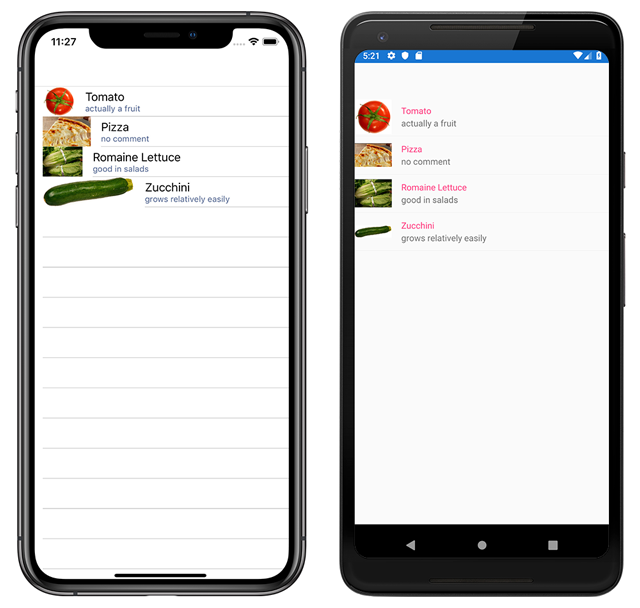 11:27
Tomato
actually a fruit
Pizza
no comment
Romaine Lettuce
good in salads
Zucchini
grows relatively easily
5:21
Tomato
actually a fruit
Pizza
no comment
Romaine Lettuce
good in salads
Zucchini
grows relatively easily